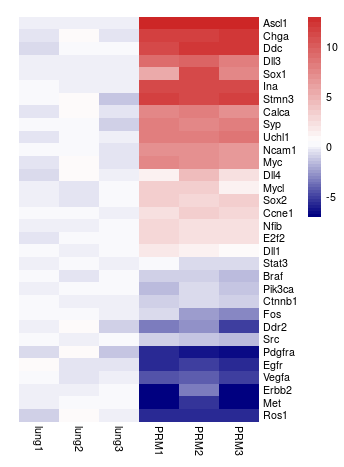 Ascl1
Chga
Ddc
Dll3
Sox1
Ina
Stmn3
Calca
Syp
Uchl1
Ncam1
Myc
Dll4
Mycl
Sox2
Ccne1
Nfib
E2f2
Dll1
Stat3
Braf
Pik3ca
Ctnnb1
Fos
Ddr2
Src
Pdgfra
Egfr
Vegfa
Erbb2
Met
Ros1
10
5
0
-5
lung1
lung2
lung3
PRM1
PRM2
PRM3